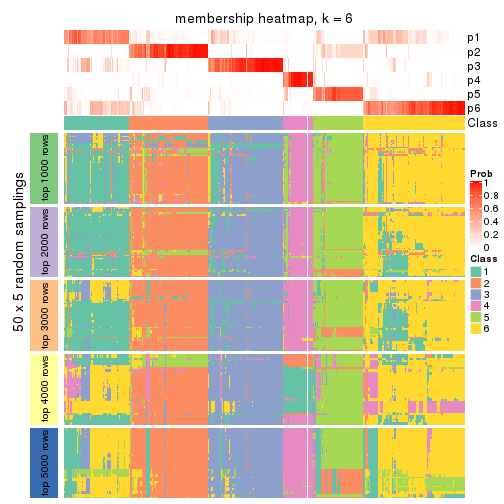 membership heatmap, k = 6
p1
p2
p3
p4
p5
p6
Class
50 x 5 random samplings
top 1000 rows
top 2000 rows
top 3000 rows
top 4000 rows
top 5000 rows
Prob
1
0.8
0.6
0.4
0.2
0
Class
1
2
3
4
5
6